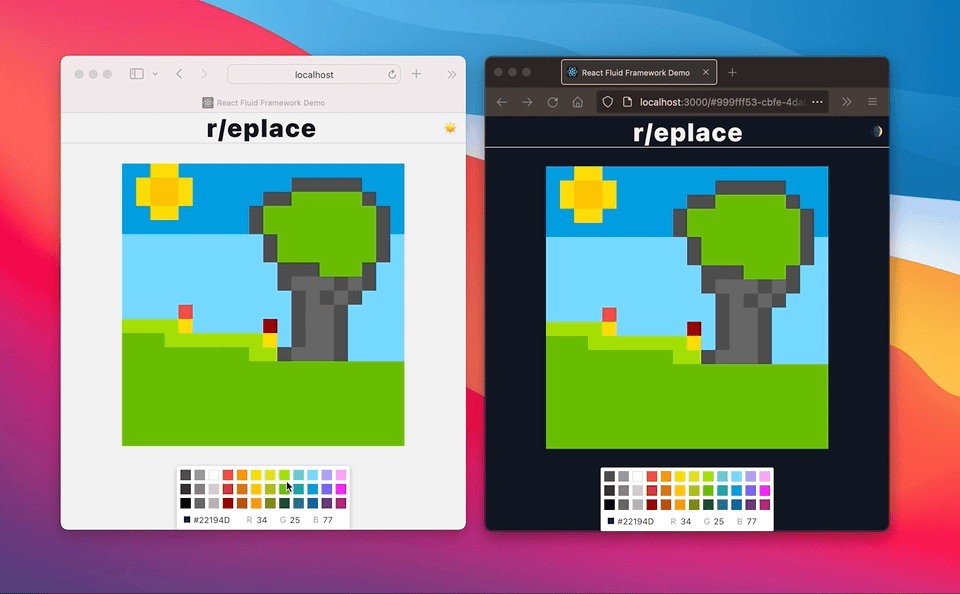 localhost
React Fluid Framework Demo
r/eplace
#22194D R 34 G 25 B 77
React Fluid Framework Demo
localhost:3000/#999fff53-cbfe-4da
r/eplace
#22194D R 34 G 25 B 77